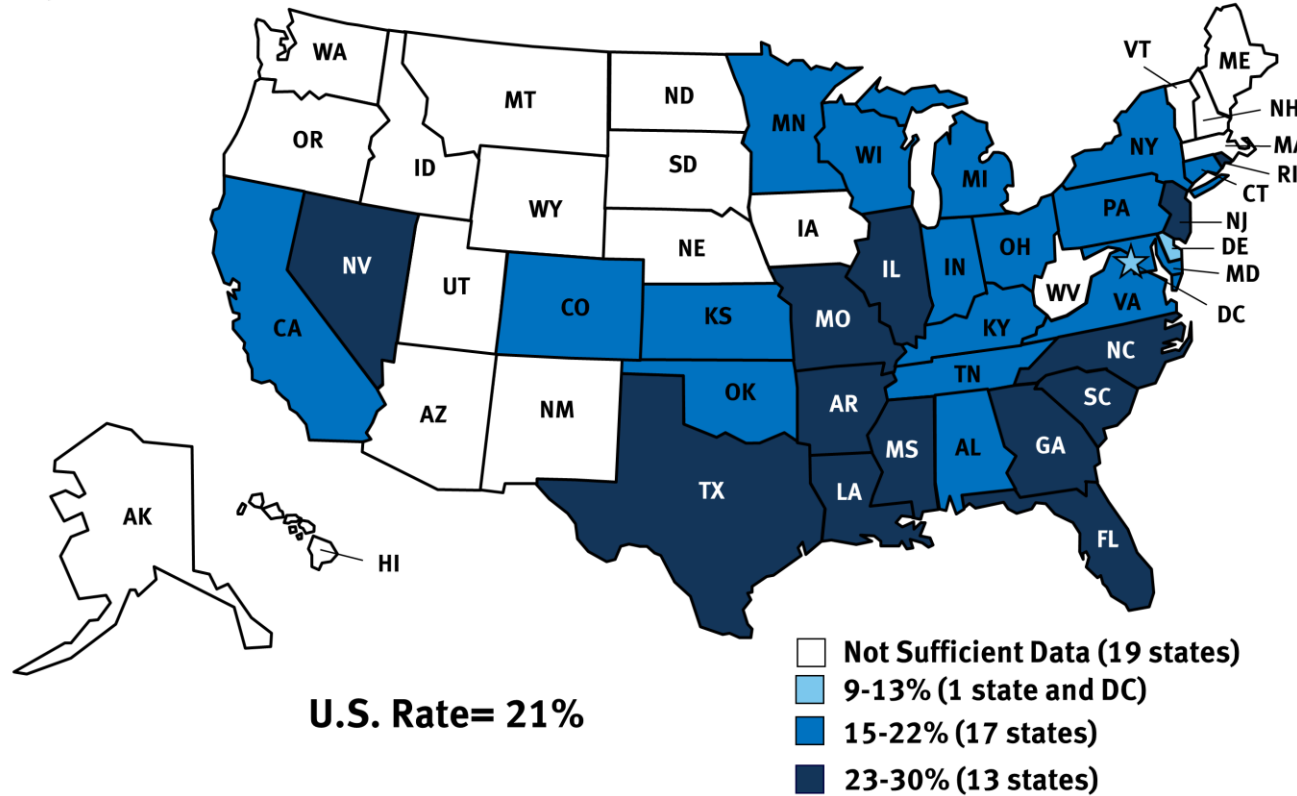 WA
MT
ND
MN
VT
ME
NH
OR
ID
SD
WI
MI
NY
MA
RI
CT
WY
IA
PA
NJ
NE
DE
NV
UT
IL
IN
OH
MD
WV
VA
DC
CO
KS
MO
KY
CA
NC
TN
AZ
NM
OK
AR
SC
MS
AL
GA
TX
LA
AK
FL
HI
Not Sufficient Data (19 states)
9-13% (1 state and DC)
U.S. Rate= 21%
15-22% (17 states)
23-30% (13 states)